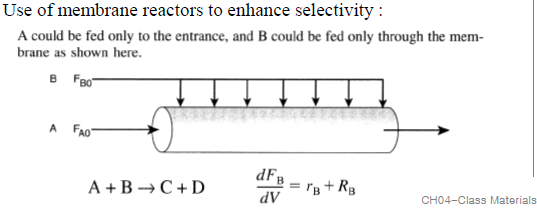 Use of membrane reactors to enhance selectivity :
A could be fed only to the entrance, and B could be fed only through the mem-
brane as shown here.
B F_B0
A F_A0
A + B → C + D
dF_B/dV = r_B + R_B
CH04-Class Materials